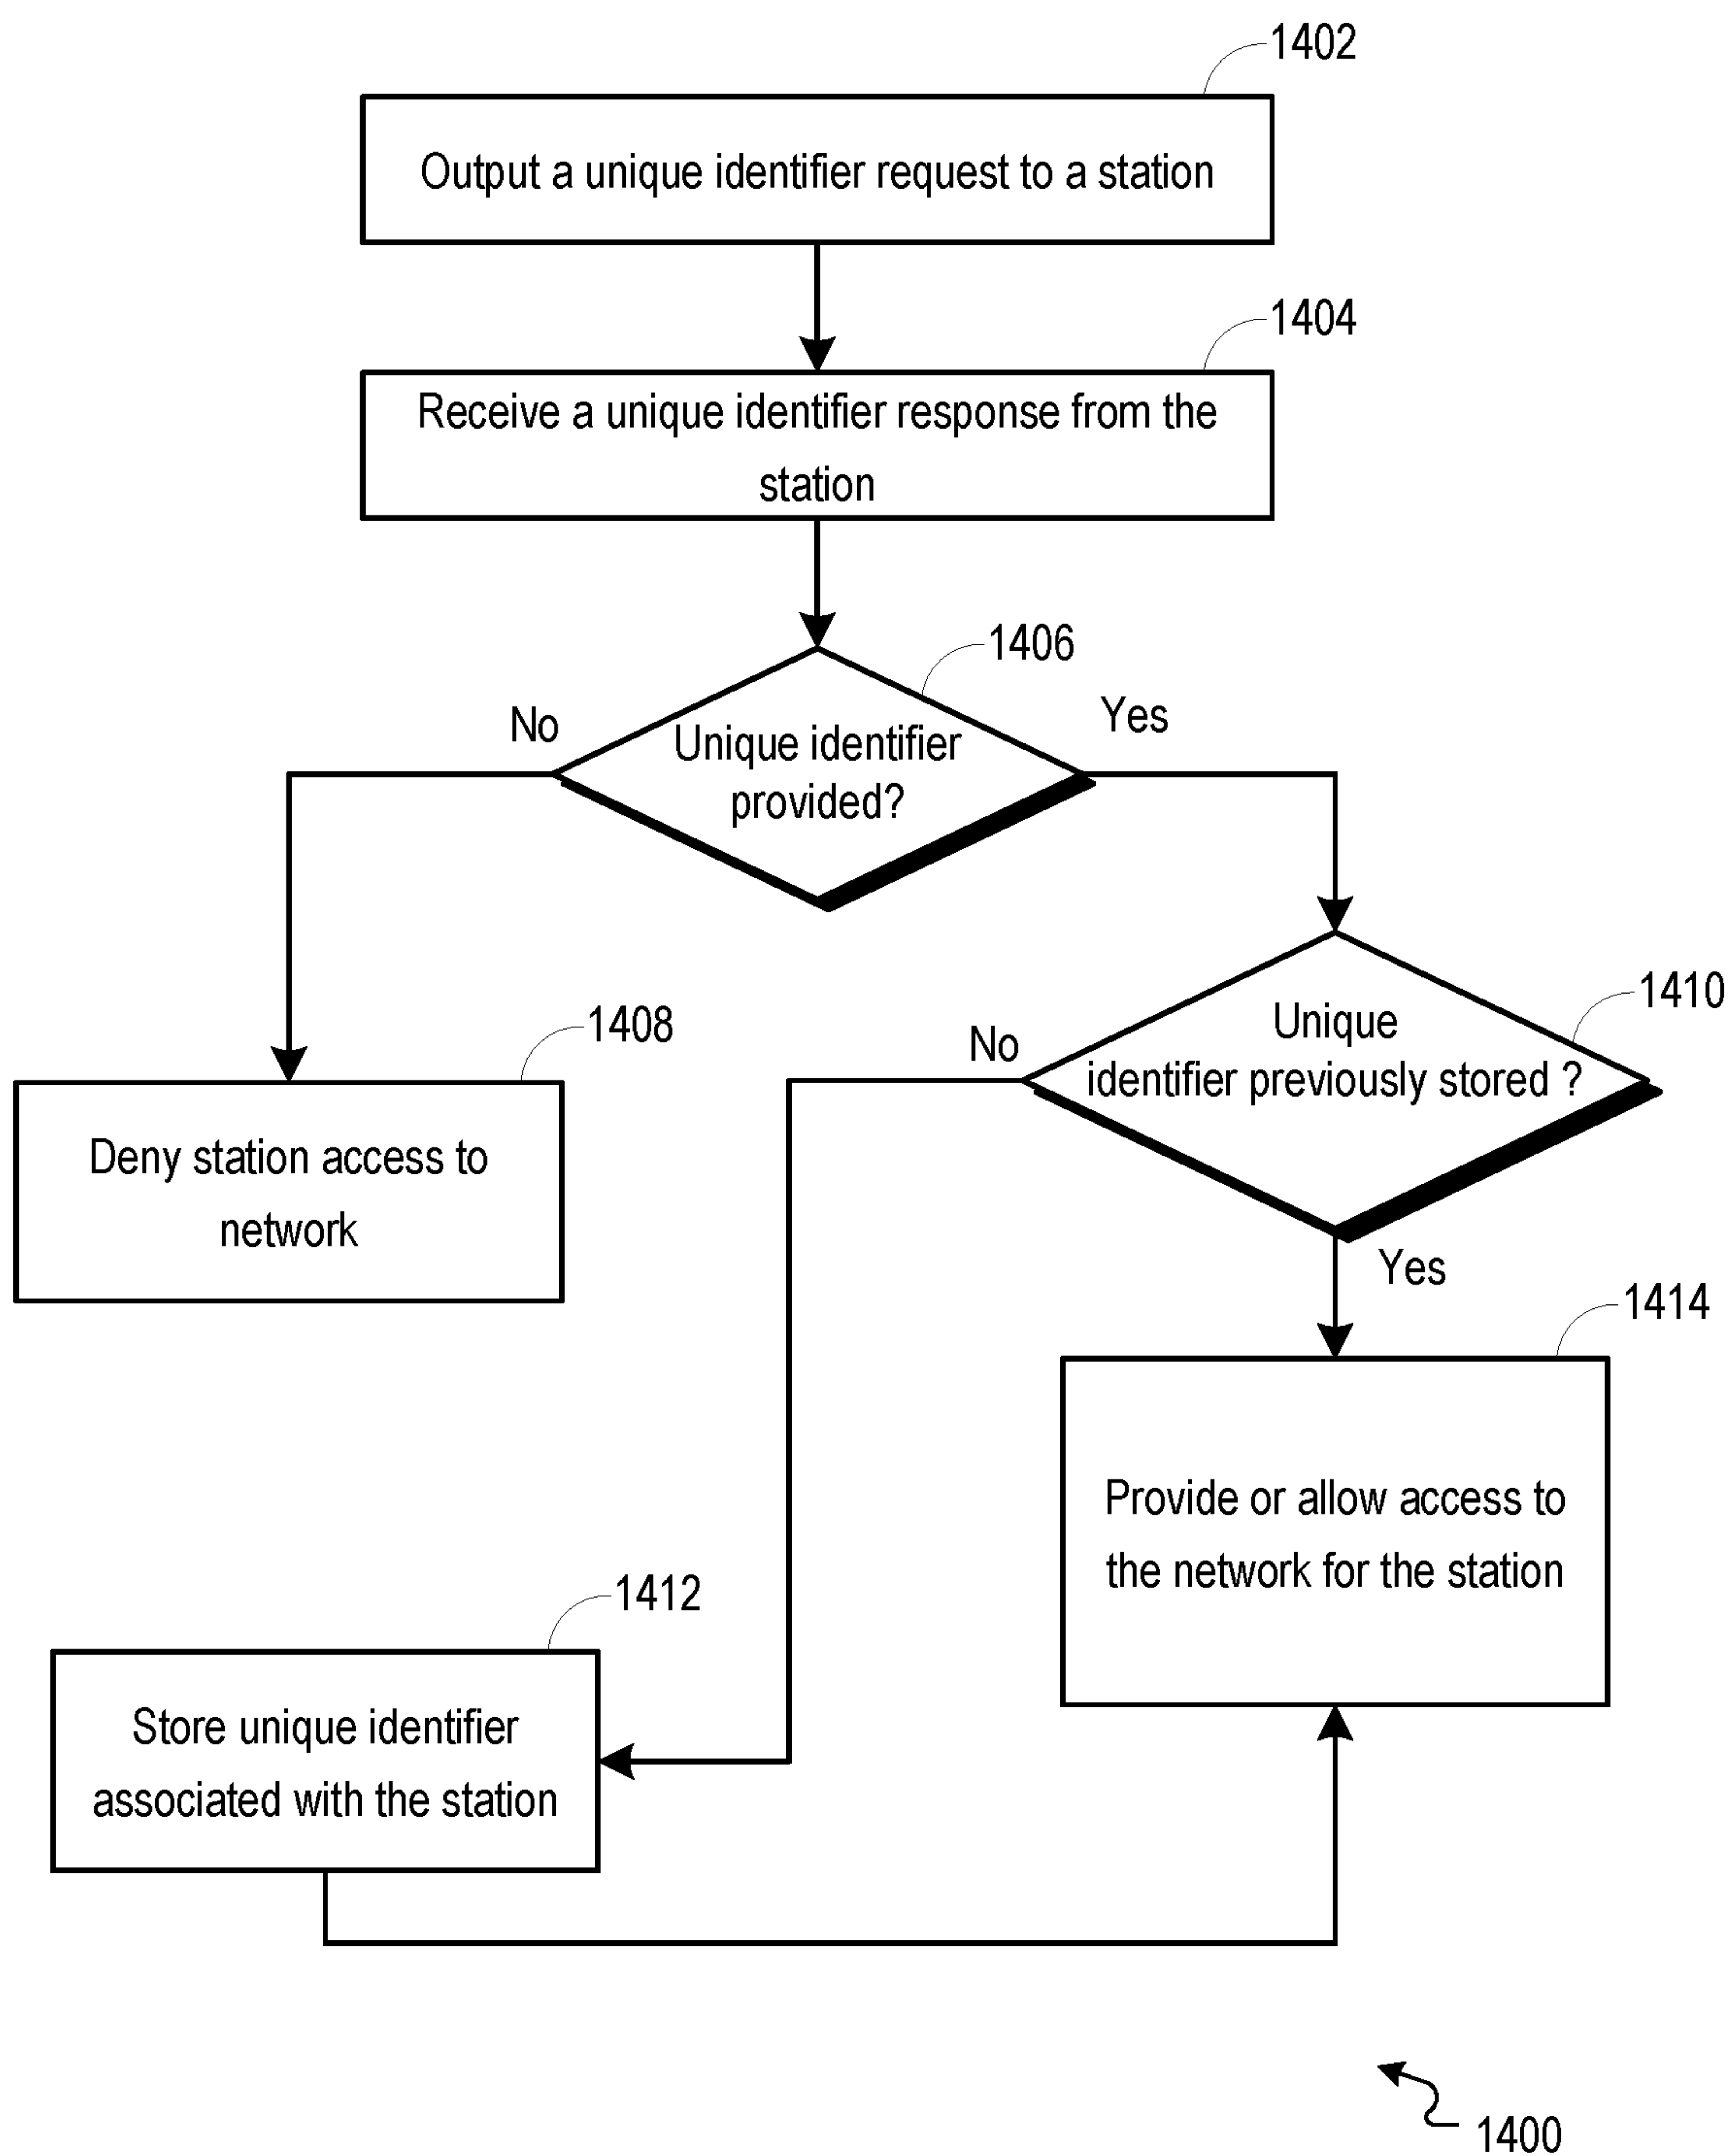 1402
Output a unique identifier request to a station
1404
Receive a unique identifier response from the
station
1406
No
Yes
Unique identifier
provided?
1410
1408
No
Unique
identifier previously stored ?
Deny station access to
network
Yes
1414
Provide or allow access to
the network for the station
1412
Store unique identifier
associated with the station
1400